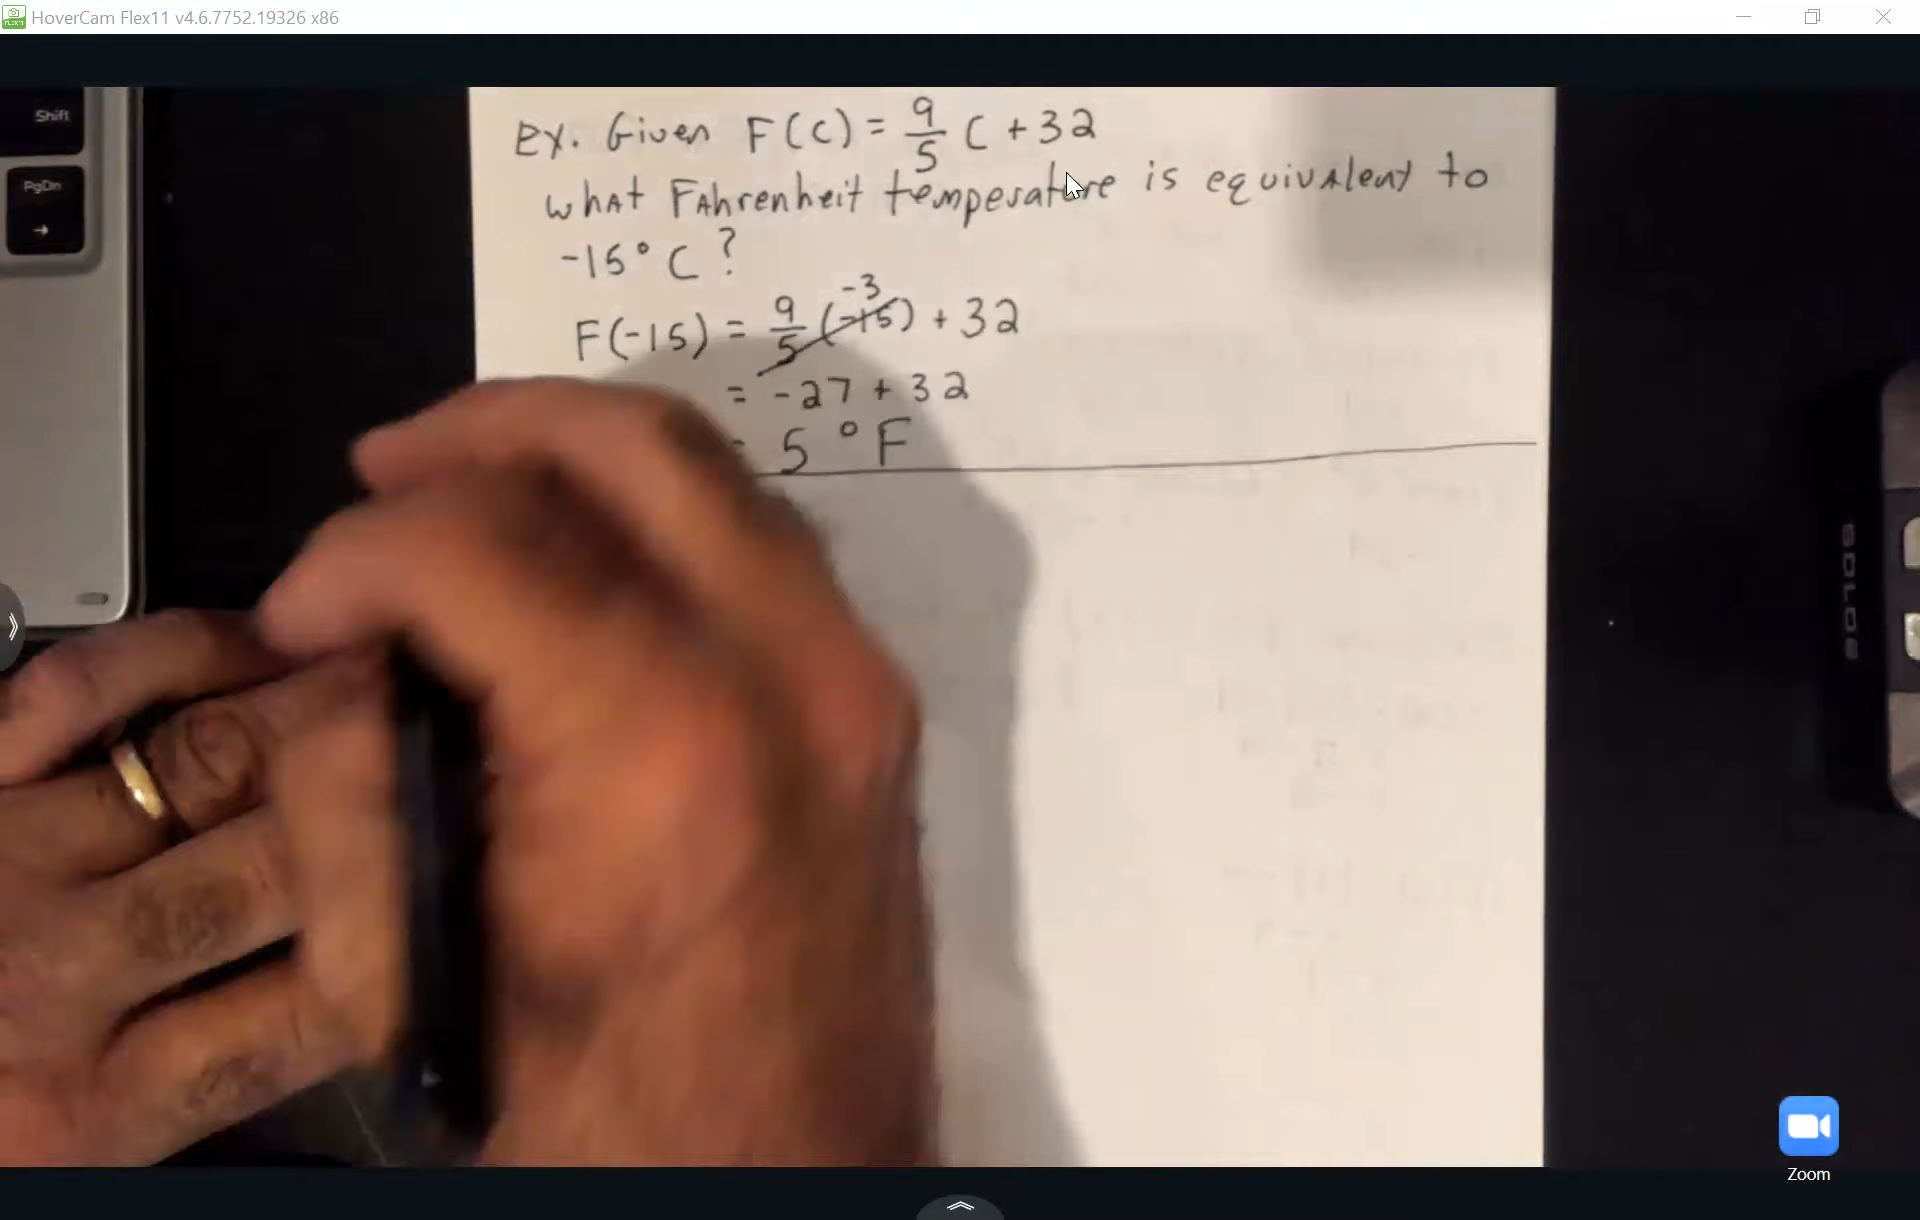 HoverCam Flex11 v4.6.7752.19326 x86
Shift
PgDn
→
Ex. Given F(C) = 9/5 C + 32
what Fahrenheit temperature is equivalent to
-15° C ?
F(-15) = 9/5 (-15) -3 + 32
= -27 + 32
= 5 °F
Zoom